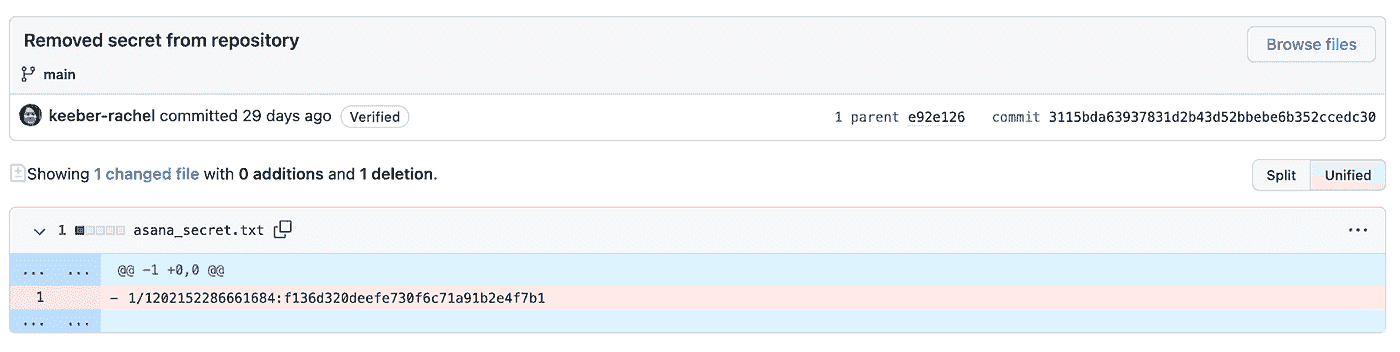 Removed secret from repository
Browse files
main
keeber-rachel committed 29 days ago Verified
1 parent e92e126 commit 3115bda63937831d2b43d52bbebe6b352ccedc30
Showing 1 changed file with 0 additions and 1 deletion.
Split Unified
1 asana_secret.txt
... ... @@ -1 +0,0 @@
1 - 1/1202152286661684:f136d320deefe730f6c71a91b2e4f7b1
... ...